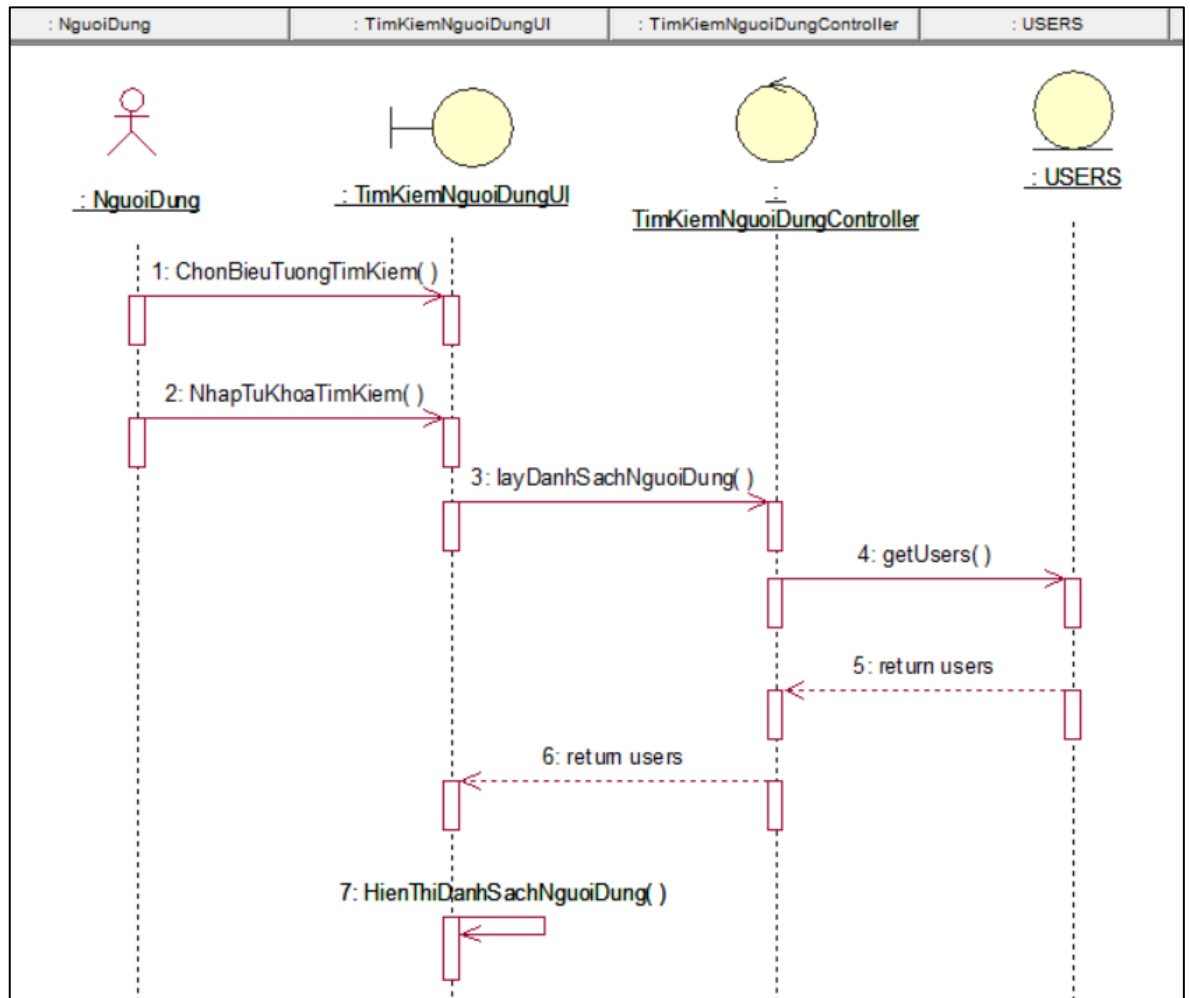 : NguoiDung
: TimKiemNguoiDungUI
: TimKiemNguoiDungController
: USERS
: NguoiDung
: TimKiemNguoiDungUI
:
TimKiemNguoiDungController
: USERS
1: ChonBieuTuongTimKiem( )
2: NhapTuKhoaTimKiem( )
3: layDanhSachNguoiDung( )
4: getUsers( )
5: return users
6: return users
7: HienThiDanhSachNguoiDung( )